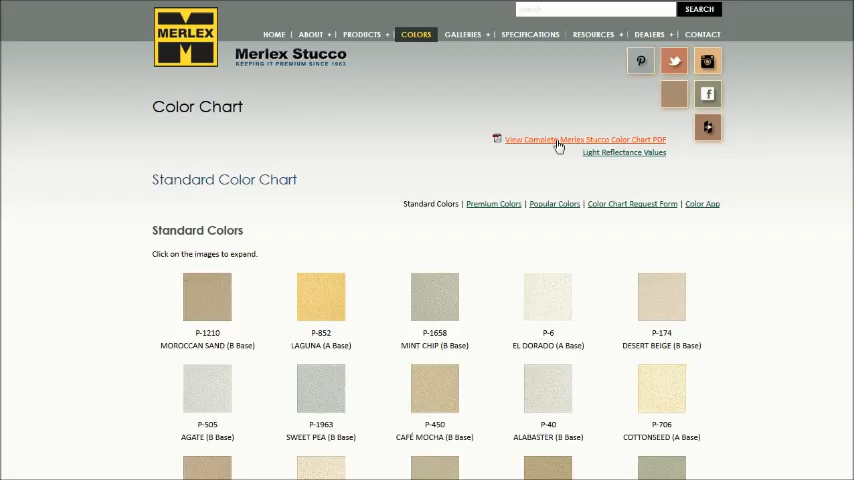 Search
SEARCH
HOME ABOUT + PRODUCTS + COLORS GALLERIES + SPECIFICATIONS RESOURCES + DEALERS + CONTACT
MERLEX
Merlex Stucco
KEEPING IT PREMIUM SINCE 1963
Color Chart
View Complete Merlex Stucco Color Chart PDF
Light Reflectance Values
Standard Color Chart
Standard Colors | Premium Colors | Popular Colors | Color Chart Request Form | Color App
Standard Colors
Click on the images to expand.
P-1210 P-852 P-1658 P-6 P-174
MOROCCAN SAND (B Base) LAGUNA (A Base) MINT CHIP (B Base) EL DORADO (A Base) DESERT BEIGE (B Base)
P-505 P-1963 P-450 P-40 P-706
AGATE (B Base) SWEET PEA (B Base) CAFÉ MOCHA (B Base) ALABASTER (B Base) COTTONSEED (A Base)